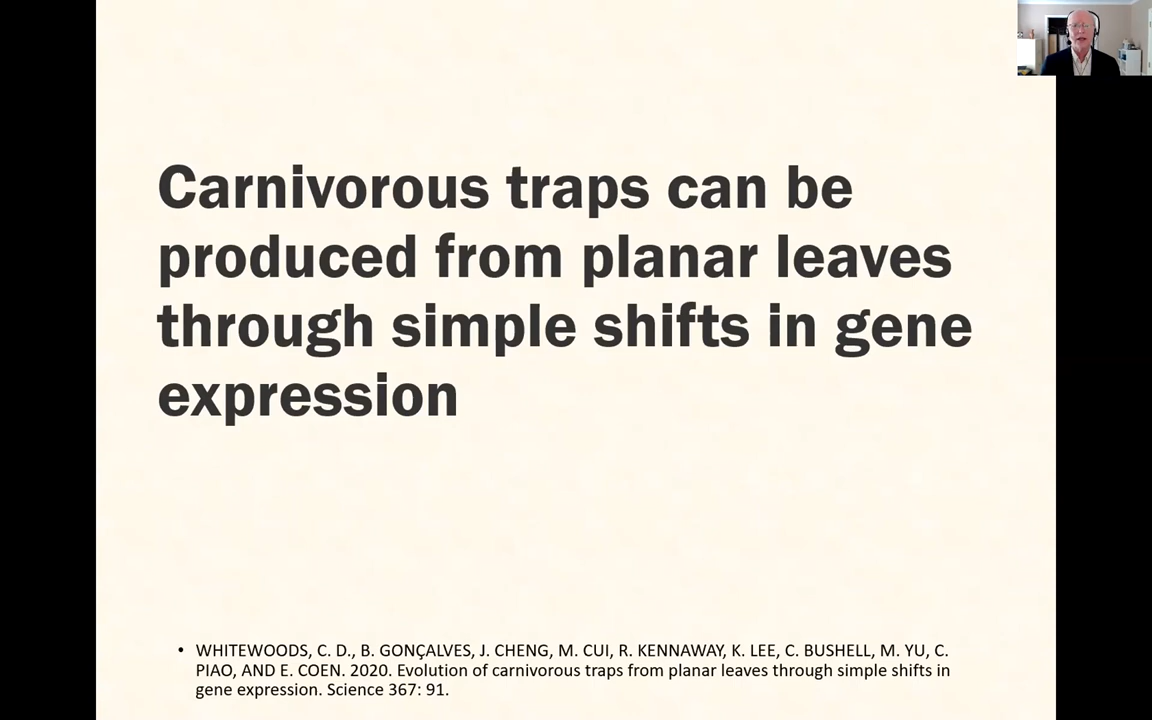 Carnivorous traps can be
produced from planar leaves
through simple shifts in gene
expression
• WHITEWOODS, C. D., B. GONÇALVES, J. CHENG, M. CUI, R. KENNAWAY, K. LEE, C. BUSHELL, M. YU, C.
PIAO, AND E. COEN. 2020. Evolution of carnivorous traps from planar leaves through simple shifts in
gene expression. Science 367: 91.